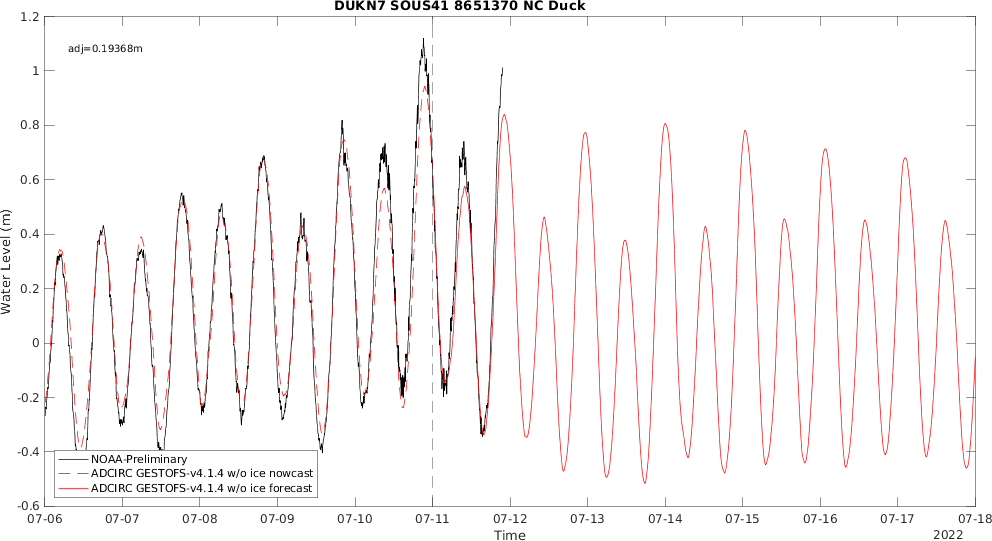 DUKN7 SOUS41 8651370 NC Duck
adj=0.19368m
Water Level (m)
1.2
1
0.8
0.6
0.4
0.2
0
-0.2
-0.4
-0.6
NOAA-Preliminary
ADCIRC GESTOFS-v4.1.4 w/o ice nowcast
ADCIRC GESTOFS-v4.1.4 w/o ice forecast
07-06 07-07 07-08 07-09 07-10 07-11 07-12 07-13 07-14 07-15 07-16 07-17 07-18
Time
2022